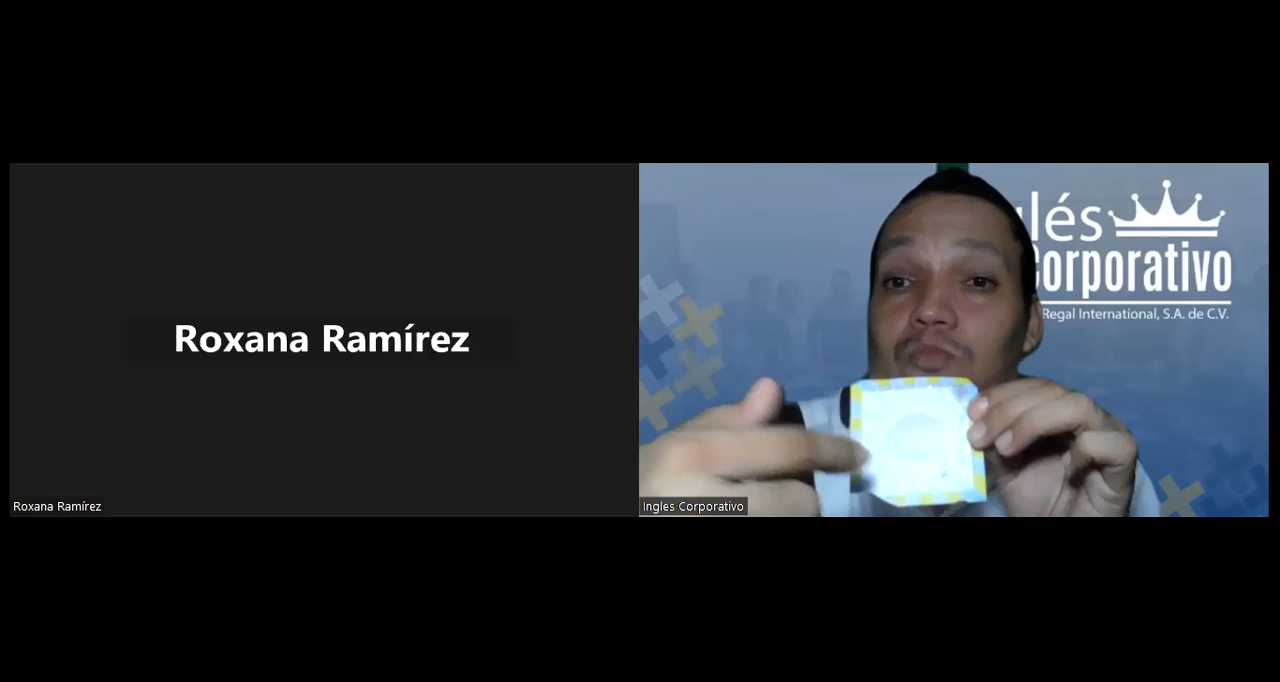 Roxana Ramírez
Roxana Ramírez
lés
Corporativo
Regal International, S.A. de C.V.
Ingles Corporativo